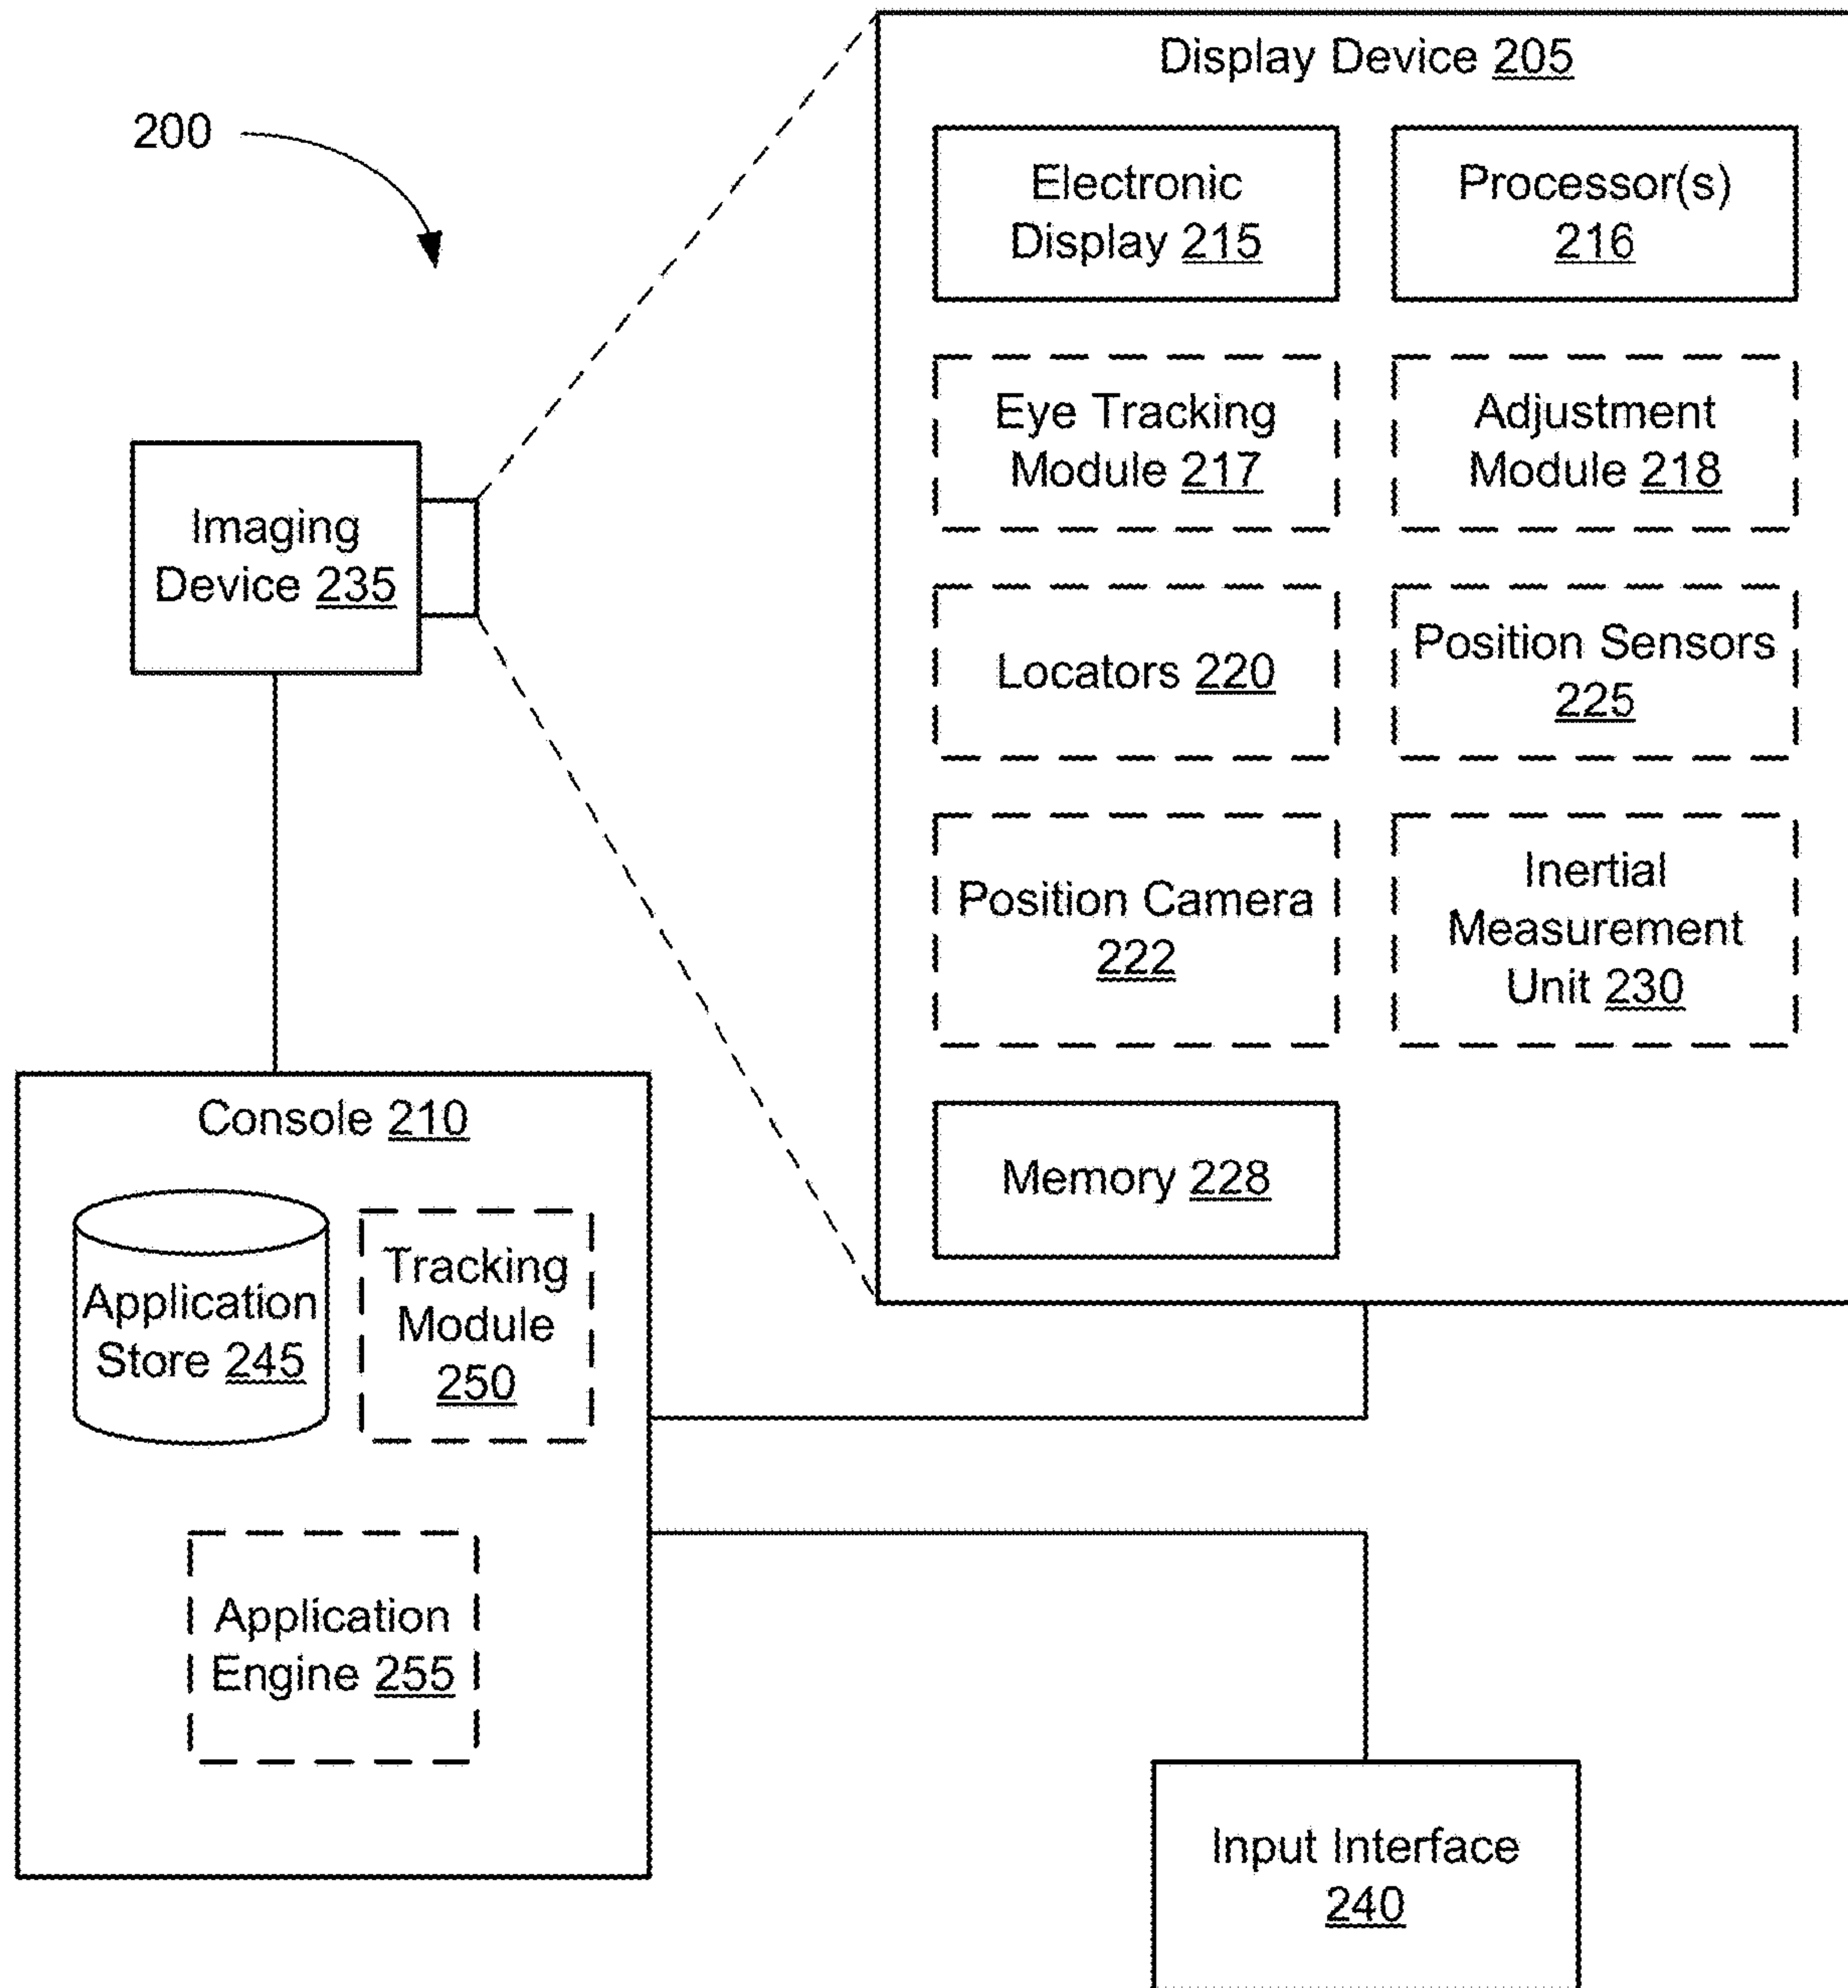 200
Display Device 205
Electronic
Display 215
Processor(s)
216
Eye Tracking
Module 217
Adjustment
Module 218
Imaging
Device 235
Locators 220
Position Sensors
225
Position Camera
222
Inertial
Measurement
Unit 230
Memory 228
Console 210
Application
Store 245
Tracking
Module
250
Application
Engine 255
Input Interface
240